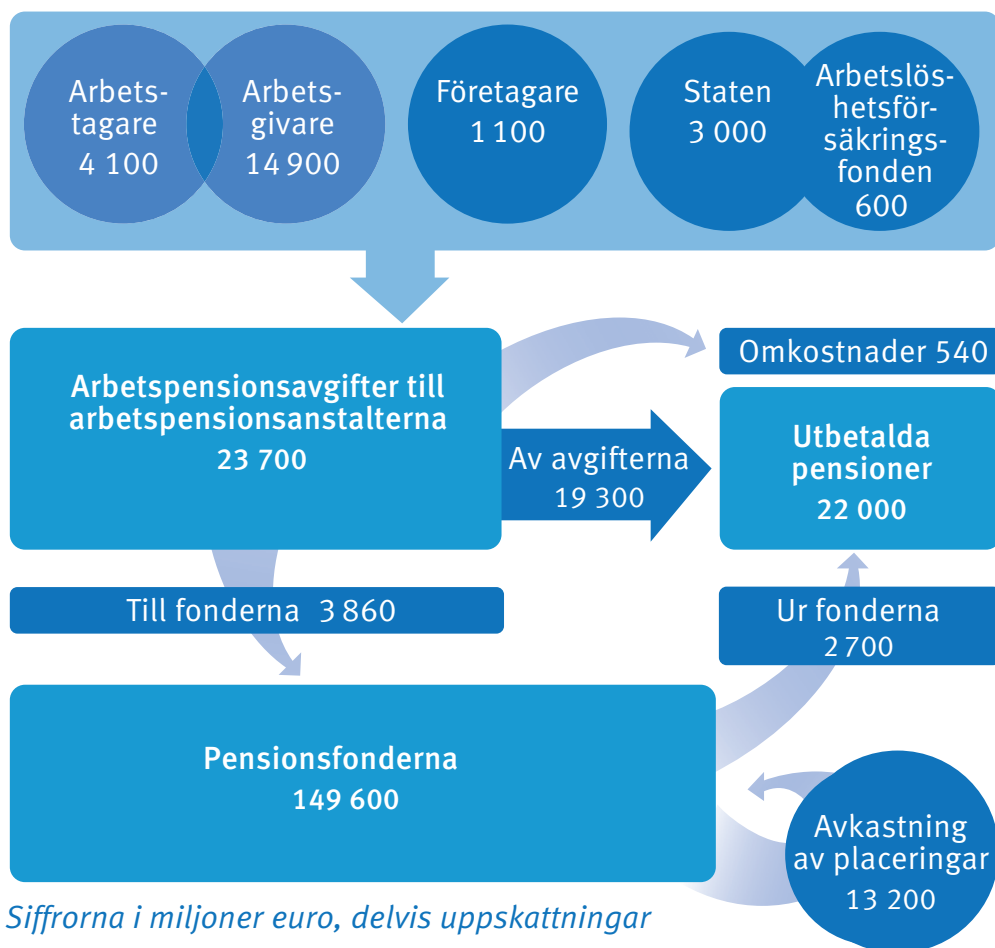 Arbets-
tagare
4 100
Arbets-
givare
14 900
Företagare
1 100
Staten
3 000
Arbetslös-
hetsför-
säkrings-
fonden
600
Arbetspensionsavgifter till
arbetspensionsanstalterna
23 700
Omkostnader 540
Av avgifterna
19 300
Utbetalda
pensioner
22 000
Till fonderna 3 860
Ur fonderna
2 700
Pensionsfonderna
149 600
Avkastning
av placeringar
13 200
Siffrorna i miljoner euro, delvis uppskattningar